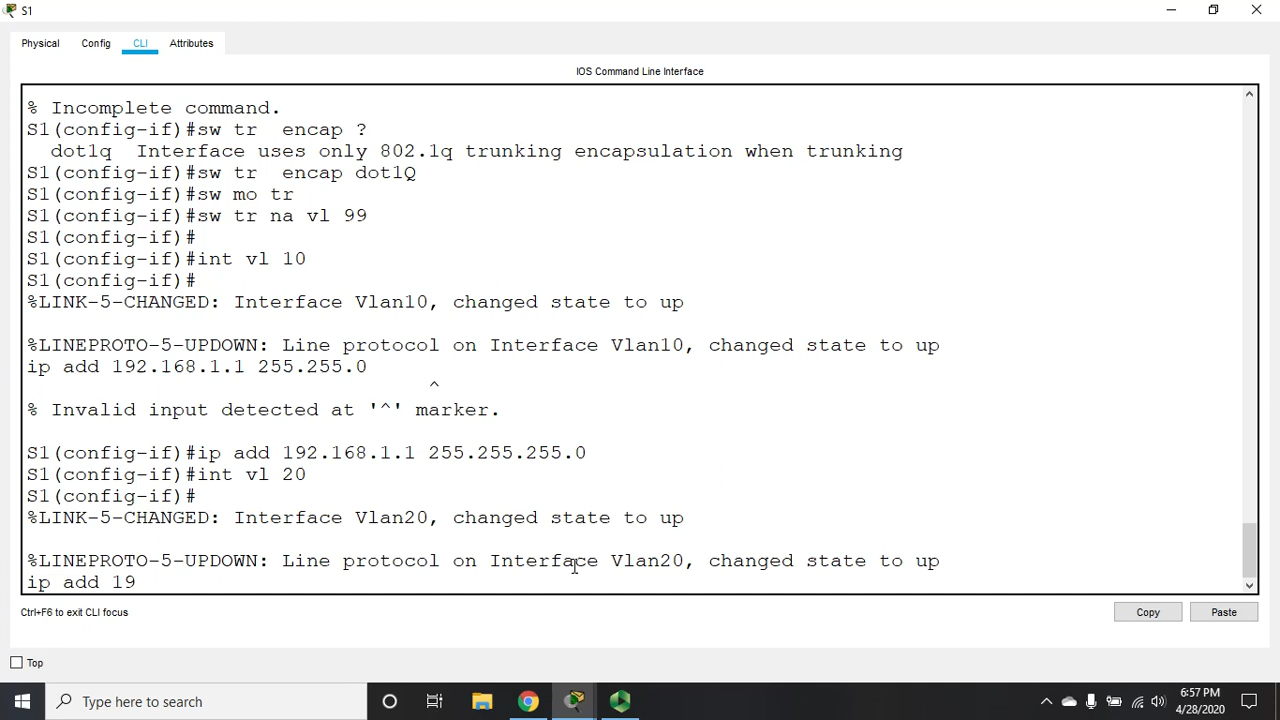 S1
Physical
Config
CLI
Attributes
IOS Command Line Interface
% Incomplete command.
S1(config-if)#sw tr  encap ?
  dot1q  Interface uses only 802.1q trunking encapsulation when trunking
S1(config-if)#sw tr  encap dot1Q
S1(config-if)#sw mo tr
S1(config-if)#sw tr na vl 99
S1(config-if)#
S1(config-if)#int vl 10
S1(config-if)#
%LINK-5-CHANGED: Interface Vlan10, changed state to up
%LINEPROTO-5-UPDOWN: Line protocol on Interface Vlan10, changed state to up
ip add 192.168.1.1 255.255.0
^
% Invalid input detected at '^' marker.
S1(config-if)#ip add 192.168.1.1 255.255.255.0
S1(config-if)#int vl 20
S1(config-if)#
%LINK-5-CHANGED: Interface Vlan20, changed state to up
%LINEPROTO-5-UPDOWN: Line protocol on Interface Vlan20, changed state to up
ip add 19
Ctrl+F6 to exit CLI focus
Copy
Paste
Top
Type here to search
6:57 PM
4/28/2020